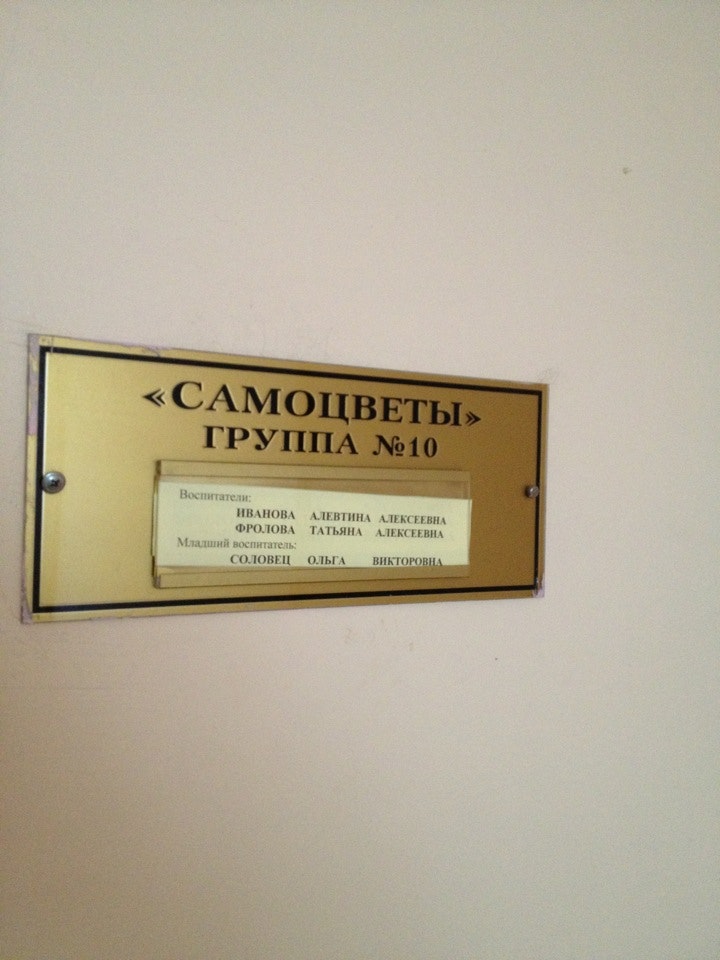 «САМОЦВЕТЫ»
ГРУППА №10
Воспитатели:
ИВАНОВА АЛЕВТИНА АЛЕКСЕЕВНА
ФРОЛОВА ТАТЬЯНА АЛЕКСЕЕВНА
Младший воспитатель:
СОЛОВЕЦ ОЛЬГА ВИКТОРОВНА